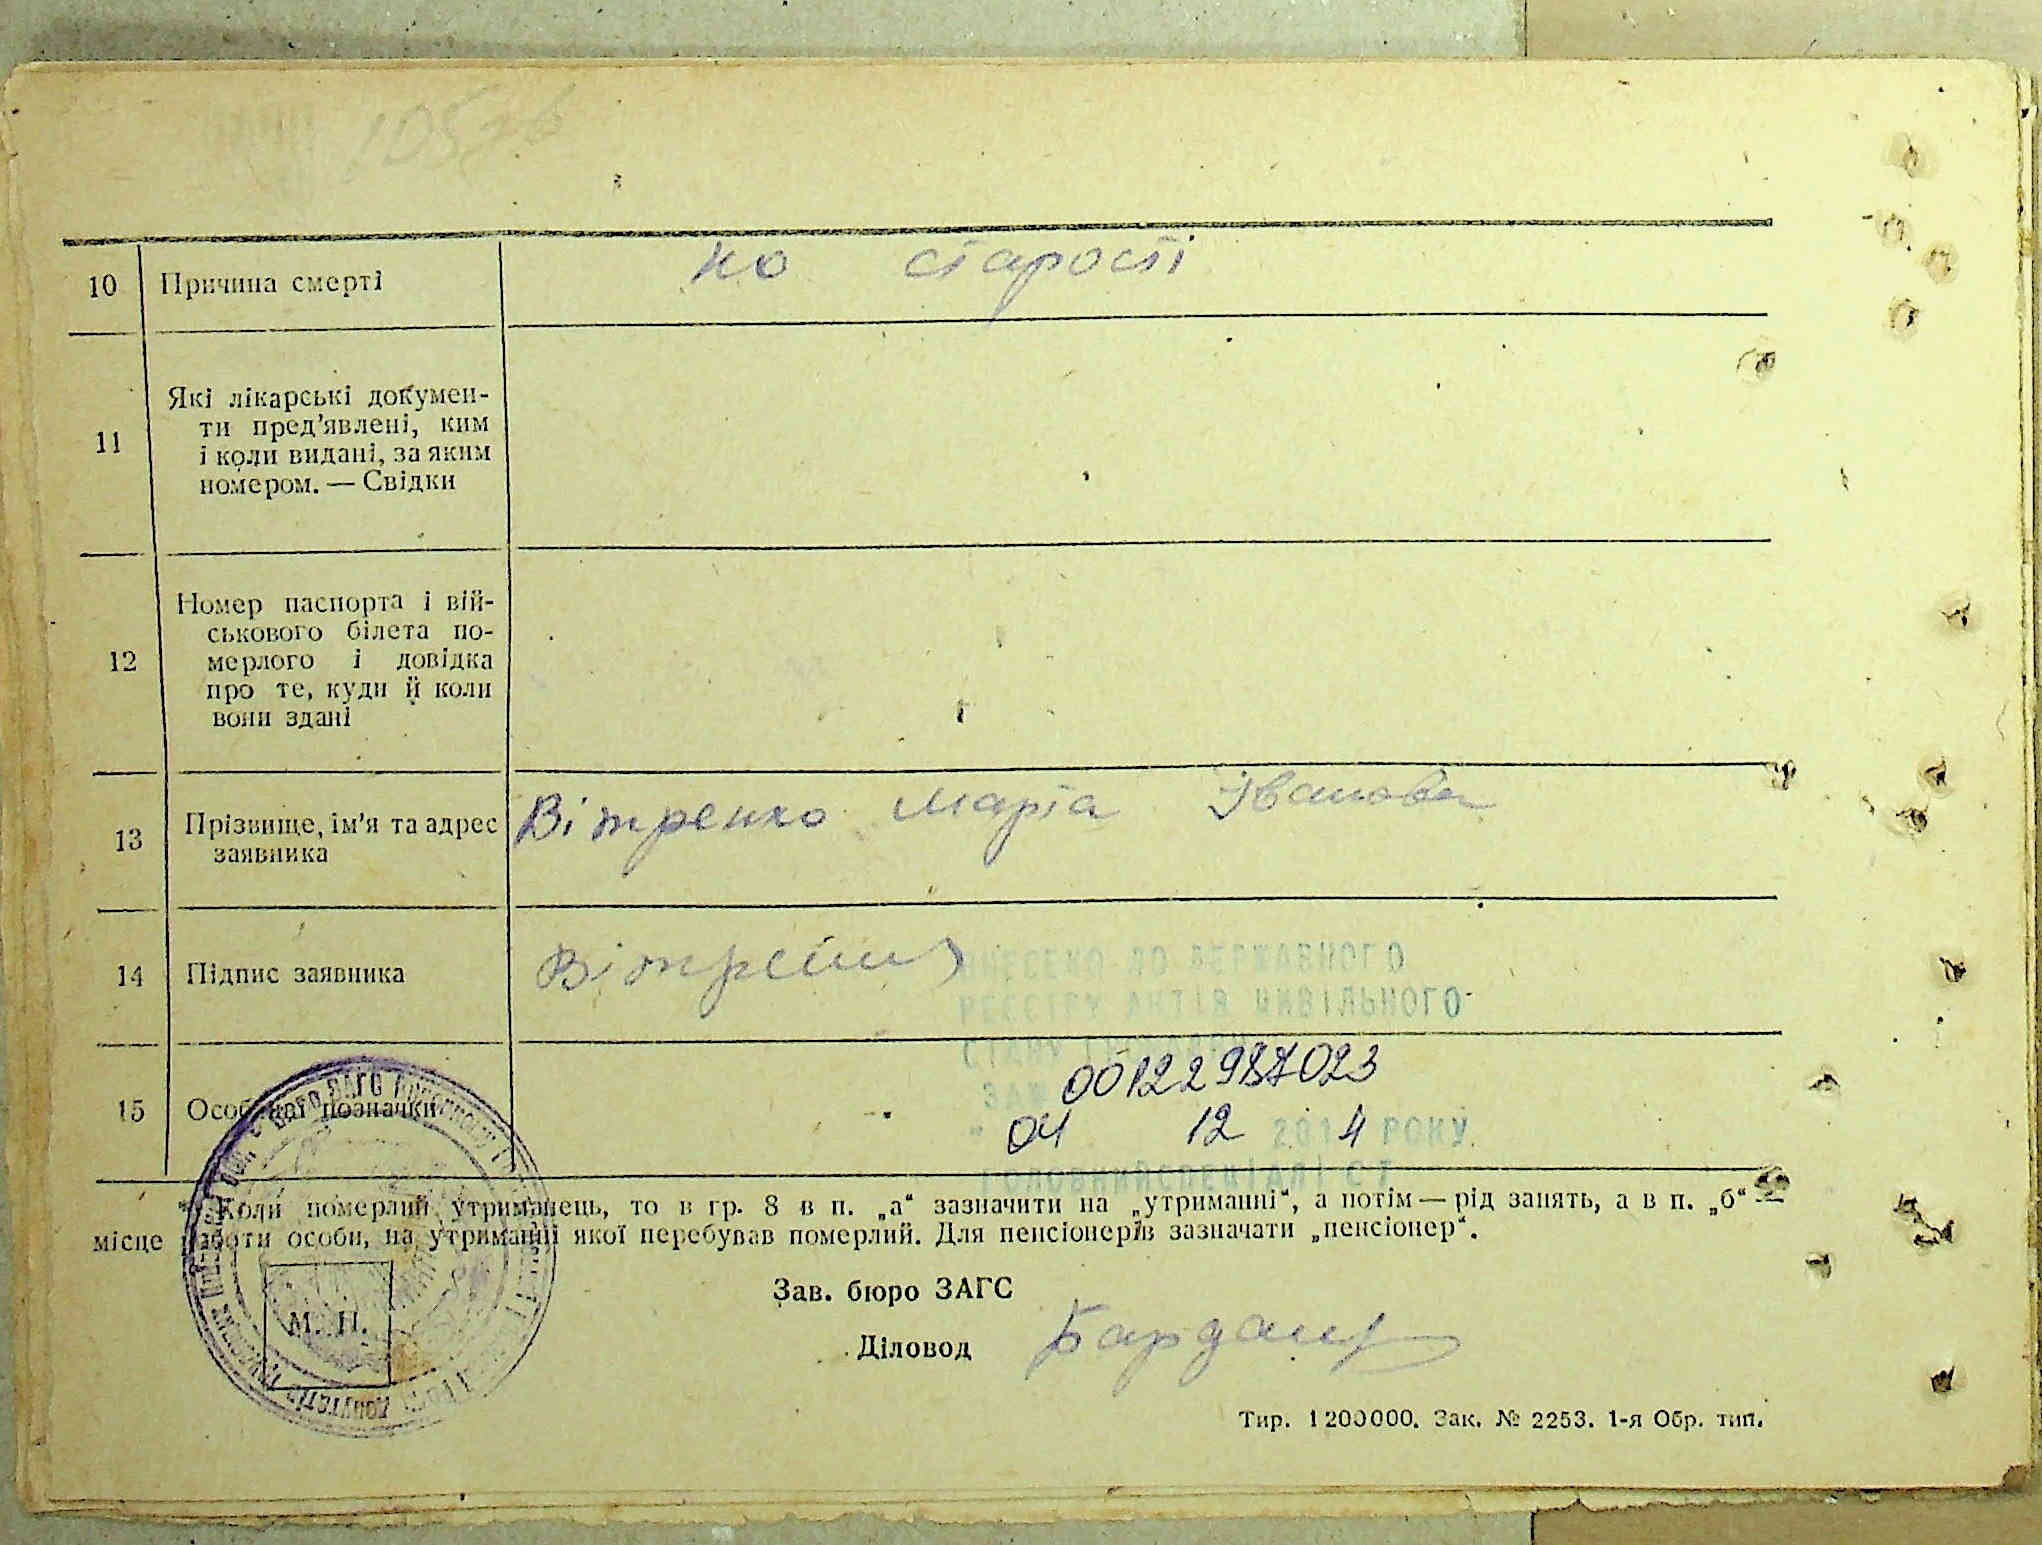 10 Причина смерті по старості
11 Які лікарські докумен-
ти пред’явлені, ким
і коли видані, за яким
номером. — Свідки
12 Номер паспорта і вій-
ськового білета по-
мерлого і довідка
про те, куди й коли
вони здані
13 Прізвище, ім’я та адрес
заявника
Вітренко Марія Іванова
14 Підпис заявника
ВНЕСЕНО ДО ДЕРЖАВНОГО
РЕЄСТРУ АКТІВ ЦИВІЛЬНОГО
СТАНУ
00122987023
15 Особливі позначки
04 12 2014 РОКУ
ГОЛОВНИЙ СПЕЦІАЛІСТ
*) Коли померлий утриманець, то в гр. 8 в п. „а“ зазначити на „утриманні“, а потім — рід занять, а в п. „б“ —
місце роботи особи, на утриманні якої перебував померлий. Для пенсіонерів зазначати „пенсіонер“.
Зав. бюро ЗАГС
М. П.
Діловод
Тир. 1200000. Зак. № 2253. 1-я Обр. тип.